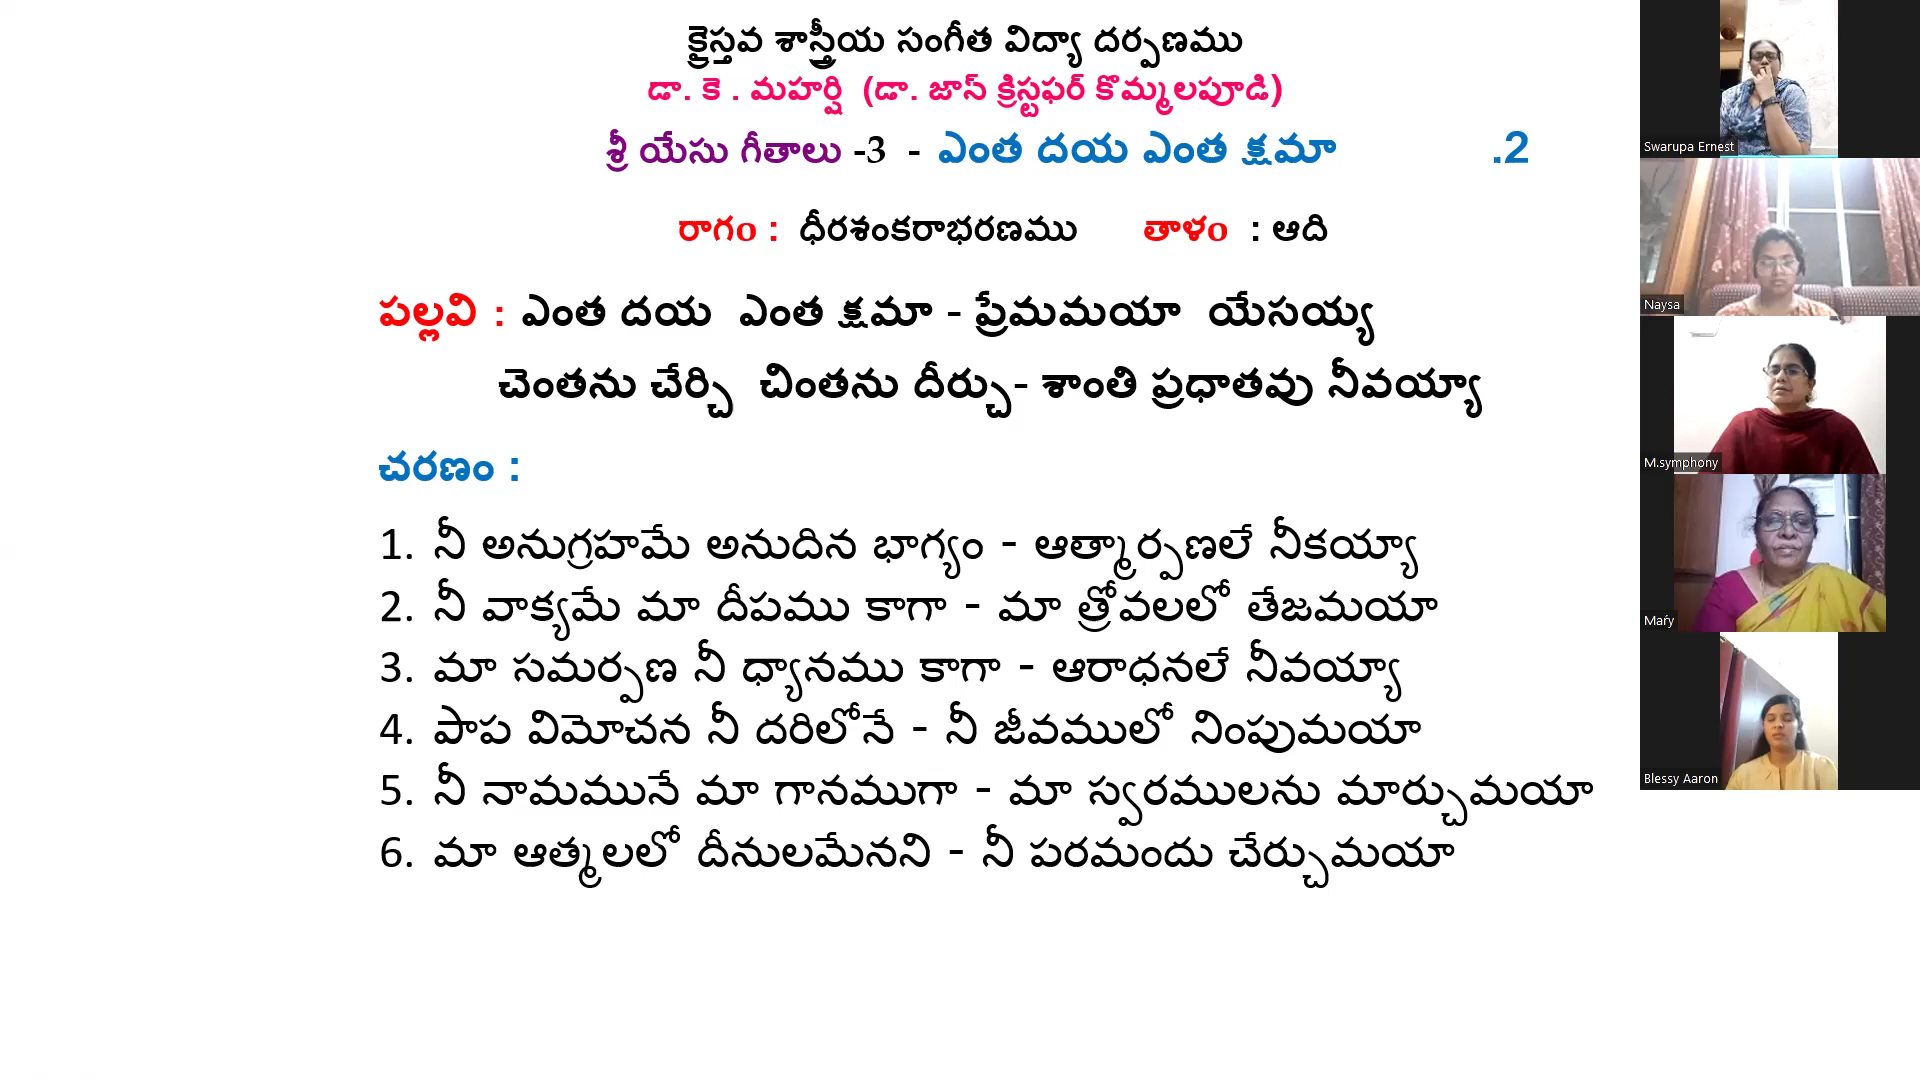 క్రైస్తవ శాస్త్రీయ సంగీత విద్యా దర్పణము
డా. కె . మహర్షి (డా. జాస్ క్రిస్టఫర్ కొమ్మలపూడి)
శ్రీ యేసు గీతాలు -3 - ఎంత దయ ఎంత క్షమా .2
రాగం : ధీరశంకరాభరణము తాళం : ఆది
పల్లవి : ఎంత దయ ఎంత క్షమా - ప్రేమమయా యేసయ్య
చెంతను చేర్చి చింతను దీర్చు- శాంతి ప్రధాతవు నీవయ్యా
చరణం :
1. నీ అనుగ్రహమే అనుదిన భాగ్యం - ఆత్మార్పణలే నీకయ్యా
2. నీ వాక్యమే మా దీపము కాగా - మా త్రోవలలో తేజమయా
3. మా సమర్పణ నీ ధ్యానము కాగా - ఆరాధనలే నీవయ్యా
4. పాప విమోచన నీ దరిలోనే - నీ జీవములో నింపుమయా
5. నీ నామమునే మా గానముగా - మా స్వరములను మార్చుమయా
6. మా ఆత్మలలో దీనులమేనని - నీ పరమందు చేర్చుమయా
Swarupa Ernest
Naysa
M.symphony
Maŕy
Blessy Aaron